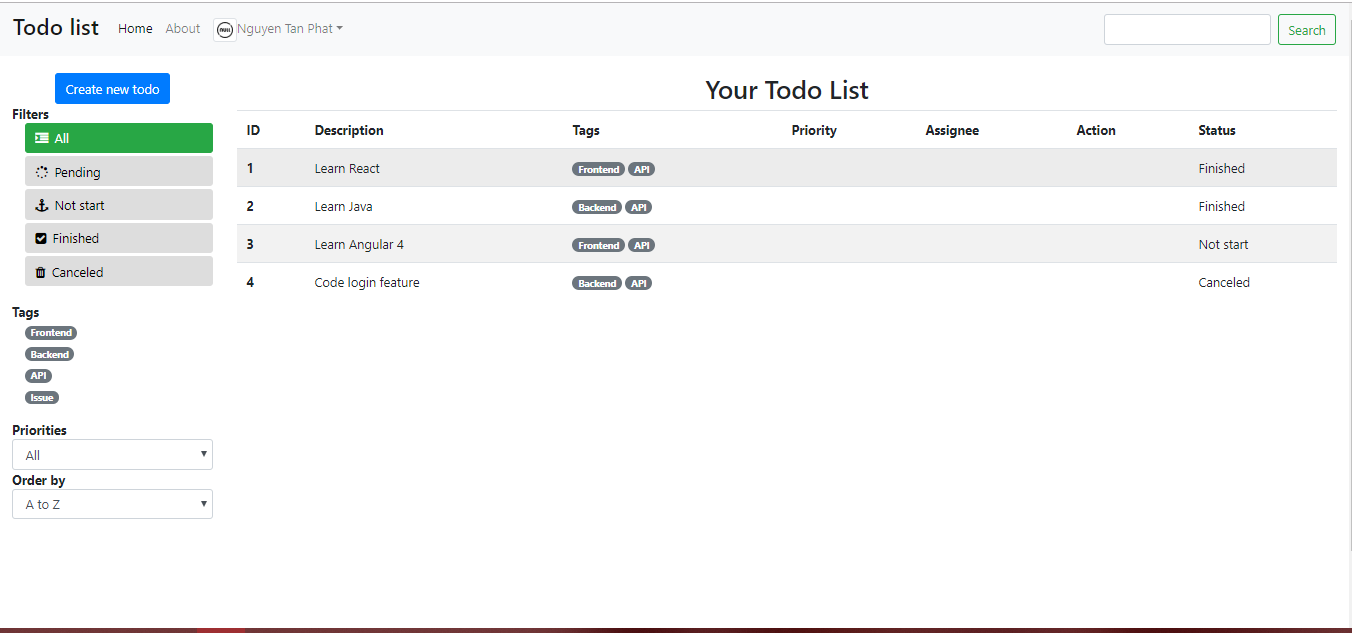 Todo list Home About NULL Nguyen Tan Phat Search
Create new todo
Filters
All
Pending
Not start
Finished
Canceled
Tags
Frontend
Backend
API
Issue
Priorities
All
Order by
A to Z
Your Todo List
ID Description Tags Priority Assignee Action Status
1 Learn React Frontend API Finished
2 Learn Java Backend API Finished
3 Learn Angular 4 Frontend API Not start
4 Code login feature Backend API Canceled